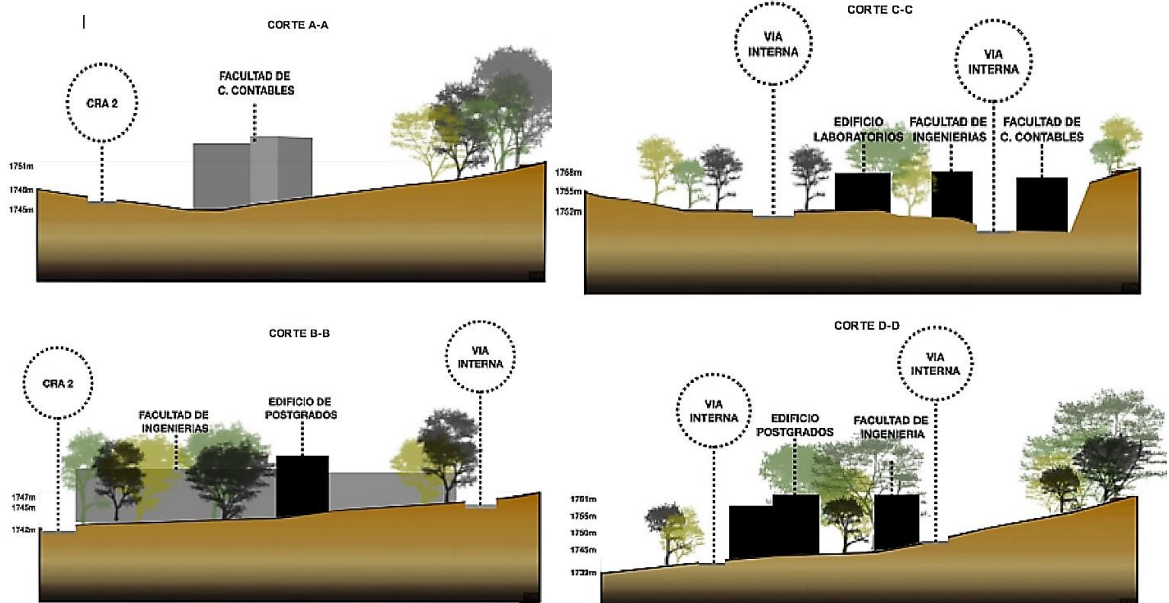 CORTE A-A
CRA 2
FACULTAD DE
C. CONTABLES
1751m
1748m
1745m
CORTE C-C
VIA
INTERNA
VIA
INTERNA
EDIFICIO
LABORATORIOS
FACULTAD DE
INGENIERIAS
FACULTAD DE
C. CONTABLES
1758m
1755m
1752m
CORTE B-B
CRA 2
FACULTAD DE
INGENIERIAS
EDIFICIO DE
POSTGRADOS
VIA
INTERNA
1747m
1745m
1742m
CORTE D-D
VIA
INTERNA
EDIFICIO
POSTGRADOS
FACULTAD DE
INGENIERIA
VIA
INTERNA
1755m
1750m
1745m